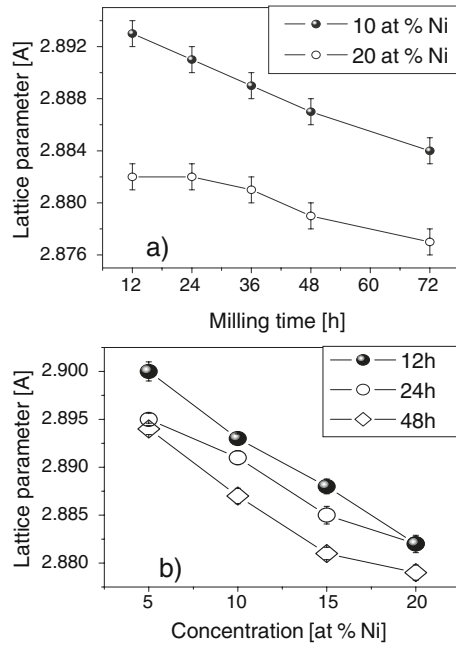 2.892
2.888
2.884
2.880
2.876
Lattice parameter [A]
10 at % Ni
20 at % Ni
a)
12 24 36 48 60 72
Milling time [h]
2.900
2.895
2.890
2.885
2.880
Lattice parameter [A]
12h
24h
48h
b)
5 10 15 20
Concentration [at % Ni]